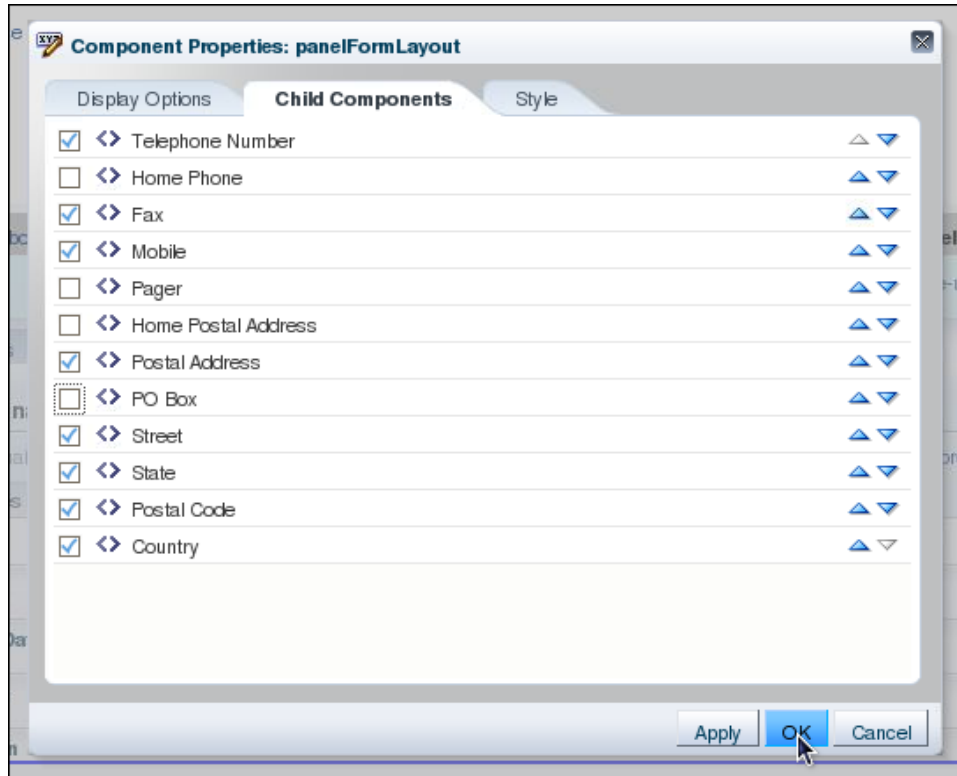 Component Properties: panelFormLayout
Display Options Child Components Style
Telephone Number
Home Phone
Fax
Mobile
Pager
Home Postal Address
Postal Address
PO Box
Street
State
Postal Code
Country
Apply OK Cancel